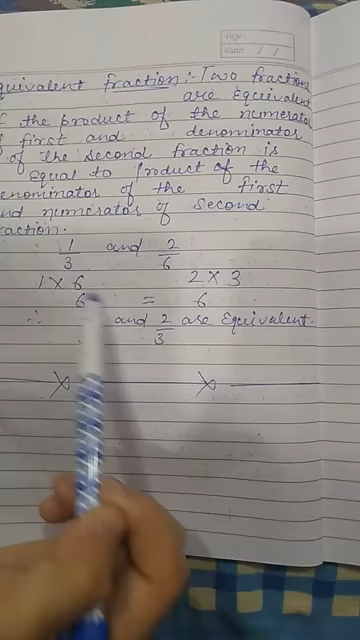 Page:
Date: / /
quivalent fraction :- Two fraction
are equivalent
f the product of the numerator
f first and denominator
of the second fraction is
Equal to Product of the
enominator of the first
nd numerator of Second
raction.
1/3 and 2/6
1 × 6 2 × 3
6 = 6
∴ and 2/3 are Equivalent.